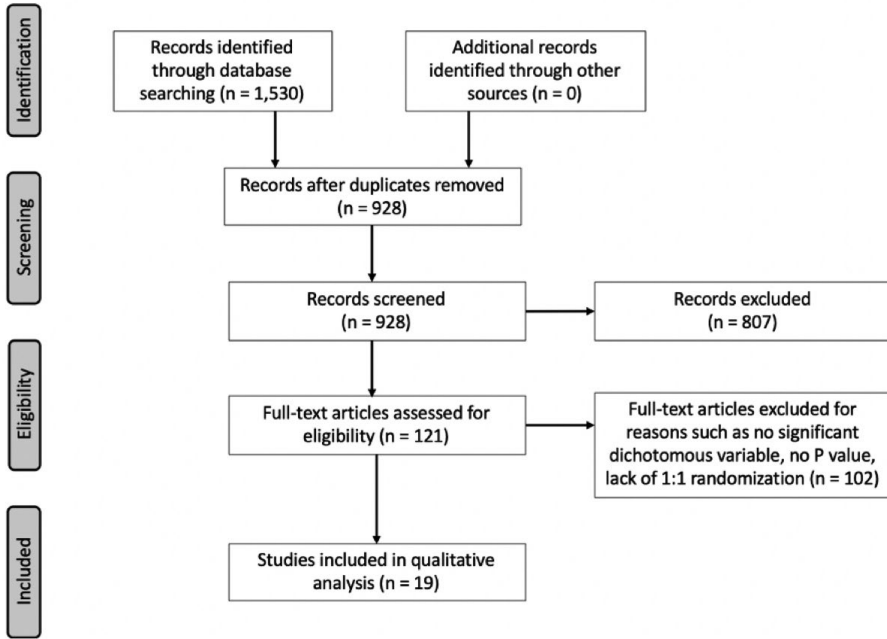 Identification
Records identified
through database
searching (n = 1,530)
Additional records
identified through other
sources (n = 0)
Screening
Records after duplicates removed
(n = 928)
Records screened
(n = 928)
Records excluded
(n = 807)
Eligibility
Full-text articles assessed for
eligibility (n = 121)
Full-text articles excluded for
reasons such as no significant
dichotomous variable, no P value,
lack of 1:1 randomization (n = 102)
Included
Studies included in qualitative
analysis (n = 19)